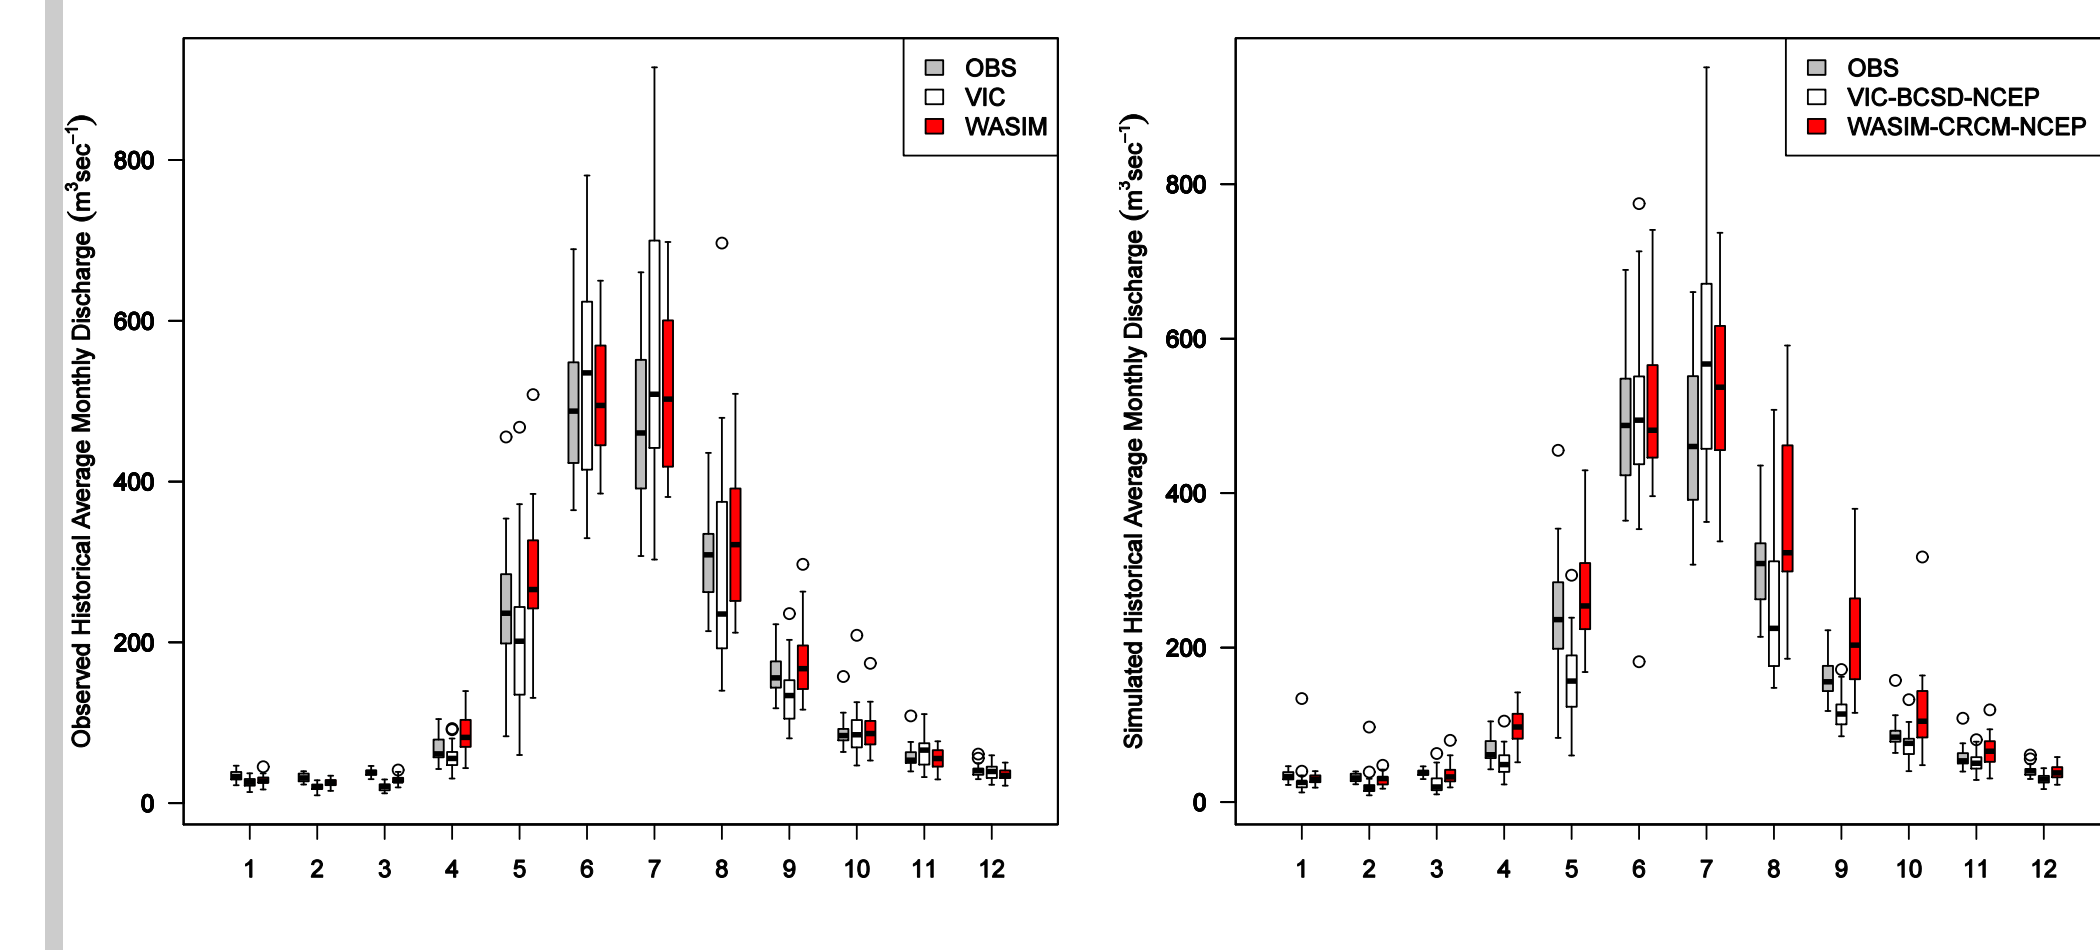 Observed Historical Average Monthly Discharge (m³sec⁻¹)
800
600
400
200
0
OBS
VIC
WASIM
1 2 3 4 5 6 7 8 9 10 11 12
Simulated Historical Average Monthly Discharge (m³sec⁻¹)
800
600
400
200
0
OBS
VIC-BCSD-NCEP
WASIM-CRCM-NCEP
1 2 3 4 5 6 7 8 9 10 11 12